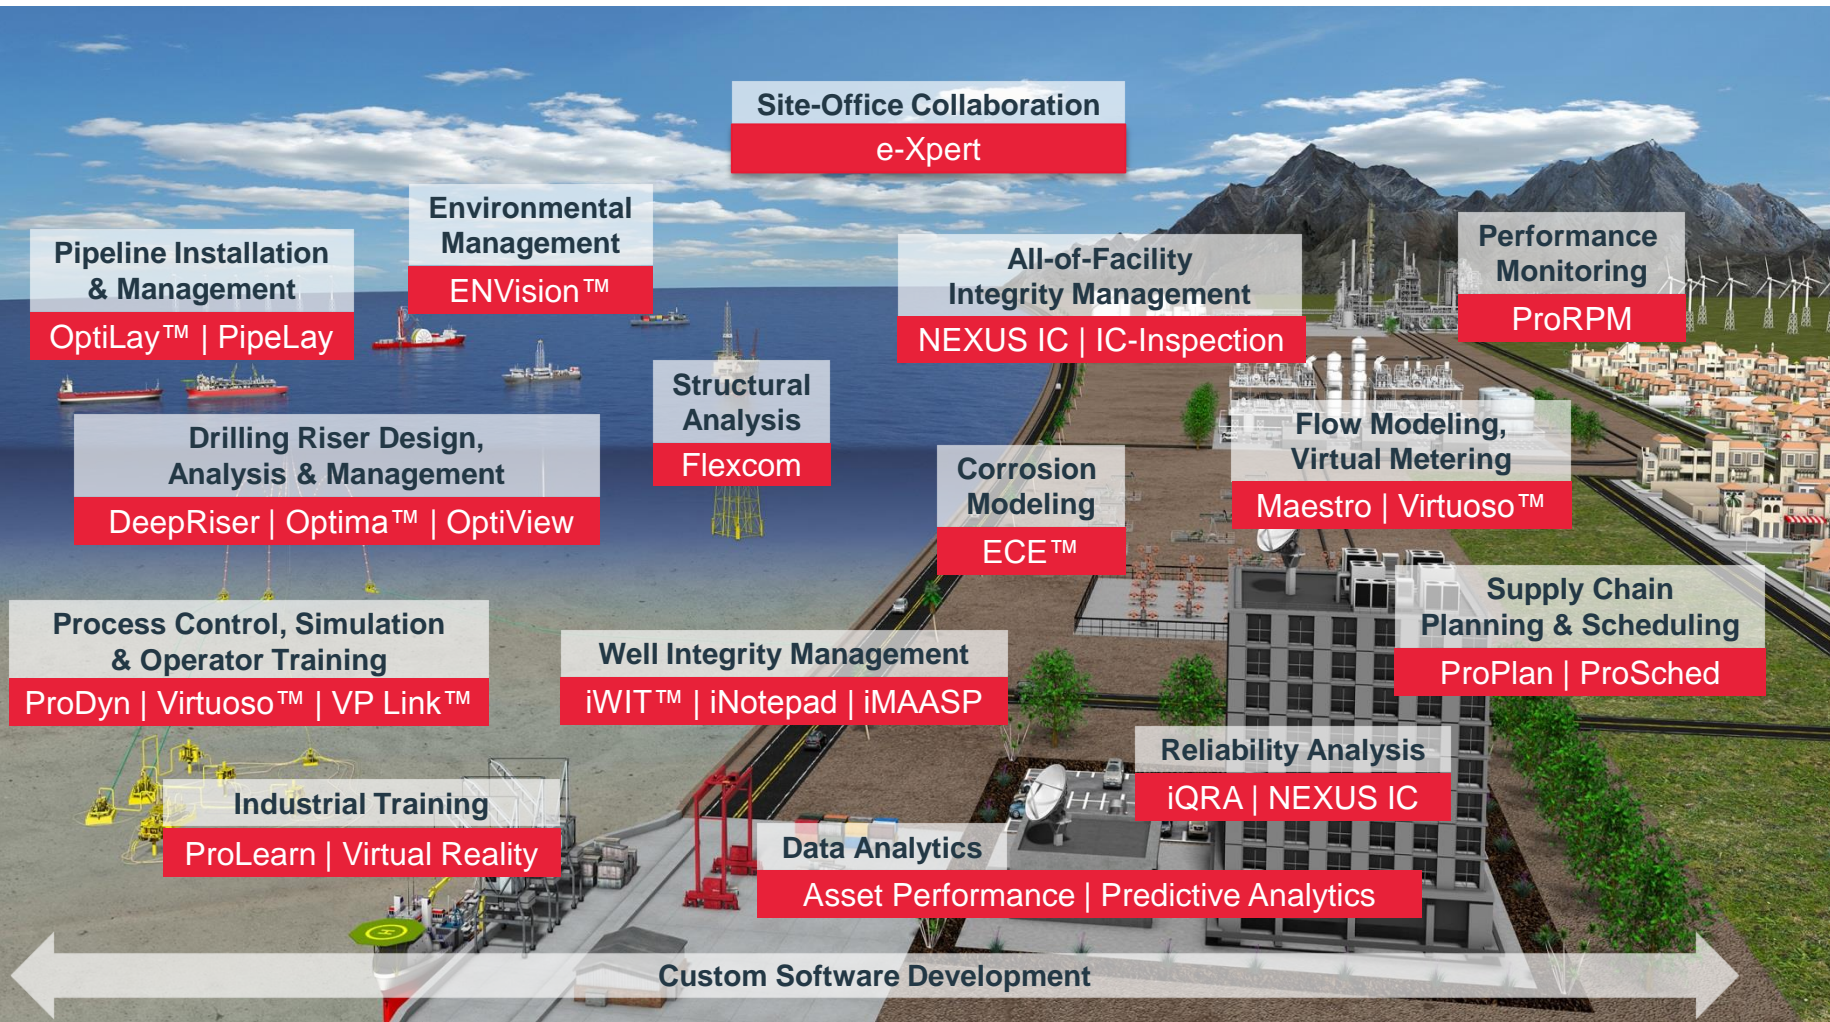 Site-Office Collaboration
e-Xpert
Environmental
Management
ENVision™
Pipeline Installation
& Management
OptiLay™ | PipeLay
All-of-Facility
Integrity Management
NEXUS IC | IC-Inspection
Performance
Monitoring
ProRPM
Structural
Analysis
Flexcom
Drilling Riser Design,
Analysis & Management
DeepRiser | Optima™ | OptiView
Corrosion
Modeling
ECE™
Flow Modeling,
Virtual Metering
Maestro | Virtuoso™
Supply Chain
Planning & Scheduling
ProPlan | ProSched
Process Control, Simulation
& Operator Training
ProDyn | Virtuoso™ | VP Link™
Well Integrity Management
iWIT™ | iNotepad | iMAASP
Reliability Analysis
iQRA | NEXUS IC
Industrial Training
ProLearn | Virtual Reality
Data Analytics
Asset Performance | Predictive Analytics
Custom Software Development